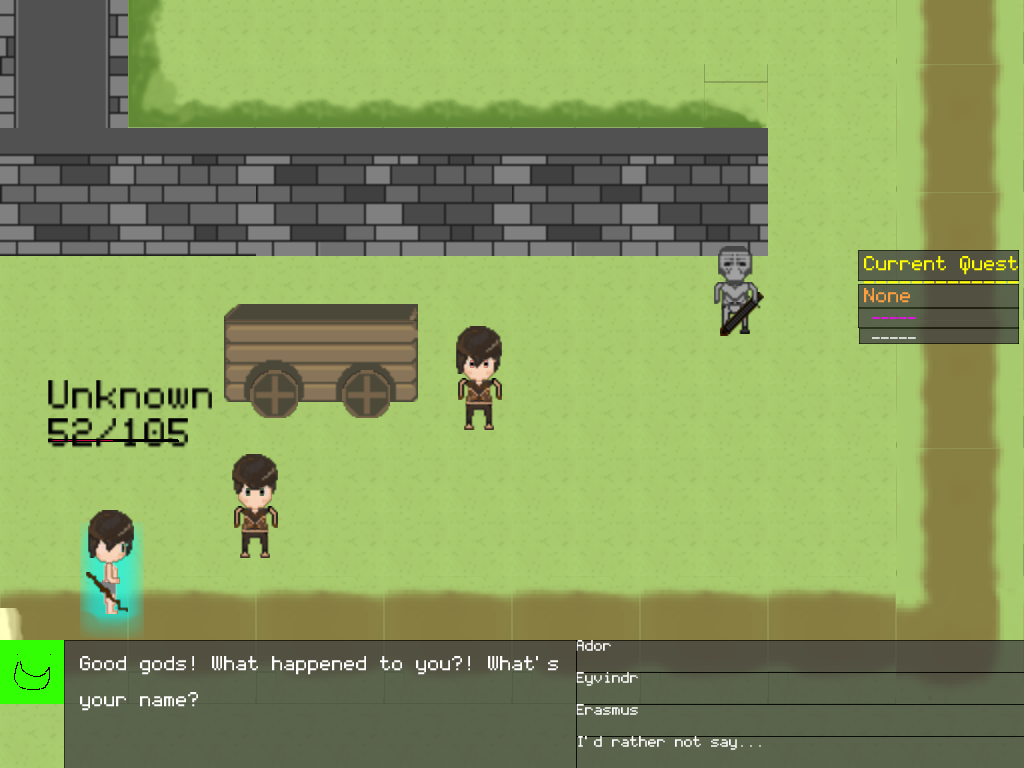 Current Quest
None
-----
-----
Unknown
52/105
Good gods! What happened to you?! What's
your name?
Ador
Eyvindr
Erasmus
I'd rather not say...